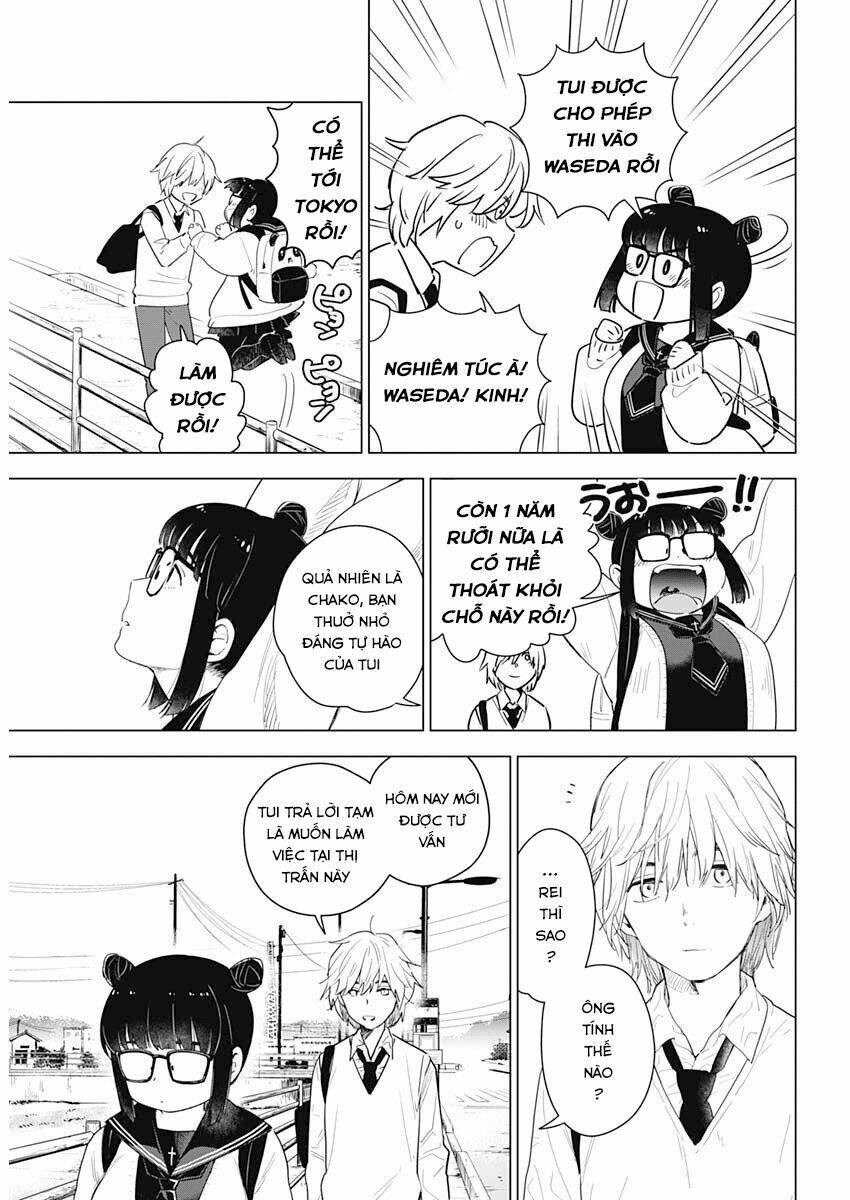 TUI ĐƯỢC
CHO PHÉP
THI VÀO
WASEDA RỒI
NGHIÊM TÚC À!
WASEDA! KINH!
CÓ
THỂ
TỚI
TOKYO
RỒI!
LÀM
ĐƯỢC
RỒI!
うおーー!!
CÒN 1 NĂM
RƯỠI NỮA LÀ
CÓ THỂ
THOÁT KHỎI
CHỖ NÀY RỒI!
QUẢ NHIÊN LÀ
CHAKO, BẠN
THUỞ NHỎ
ĐÁNG TỰ HÀO
CỦA TUI
...
REI
THÌ
SAO
?
ÔNG
TÍNH
THẾ
NÀO
?
HÔM NAY MỚI
ĐƯỢC TƯ
VẤN
TUI TRẢ LỜI TẠM
LÀ MUỐN LÀM
VIỆC TẠI THỊ
TRẤN NÀY